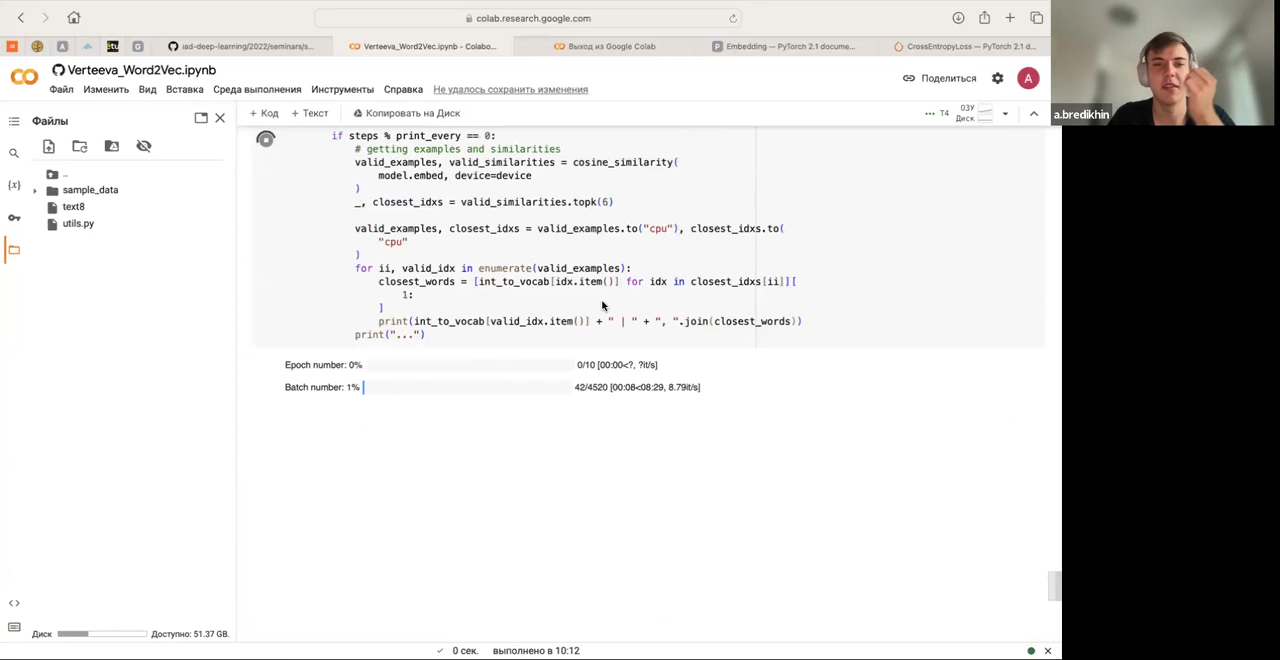 colab.research.google.com
iad-deep-learning/2022/seminars/s...
Verteeva_Word2Vec.ipynb - Colabo...
Выход из Google Colab
Embedding — PyTorch 2.1 docume...
CrossEntropyLoss — PyTorch 2.1 d...
Verteeva_Word2Vec.ipynb
Файл Изменить Вид Вставка Среда выполнения Инструменты Справка Не удалось сохранить изменения
Поделиться
A
a.bredikhin
Файлы
+ Код + Текст Копировать на Диск
T4
ОЗУ
Диск
..
sample_data
text8
utils.py
{x}
if steps % print_every == 0:
# getting examples and similarities
valid_examples, valid_similarities = cosine_similarity(
model.embed, device=device
)
_, closest_idxs = valid_similarities.topk(6)
valid_examples, closest_idxs = valid_examples.to("cpu"), closest_idxs.to(
"cpu"
)
for ii, valid_idx in enumerate(valid_examples):
closest_words = [int_to_vocab[idx.item()] for idx in closest_idxs[ii]][
1:
]
print(int_to_vocab[valid_idx.item()] + " | " + ", ".join(closest_words))
print("...")
Epoch number: 0% 0/10 [00:00<?, ?it/s]
Batch number: 1% 42/4520 [00:08<08:29, 8.79it/s]
Диск Доступно: 51.37 GB.
0 сек. выполнено в 10:12